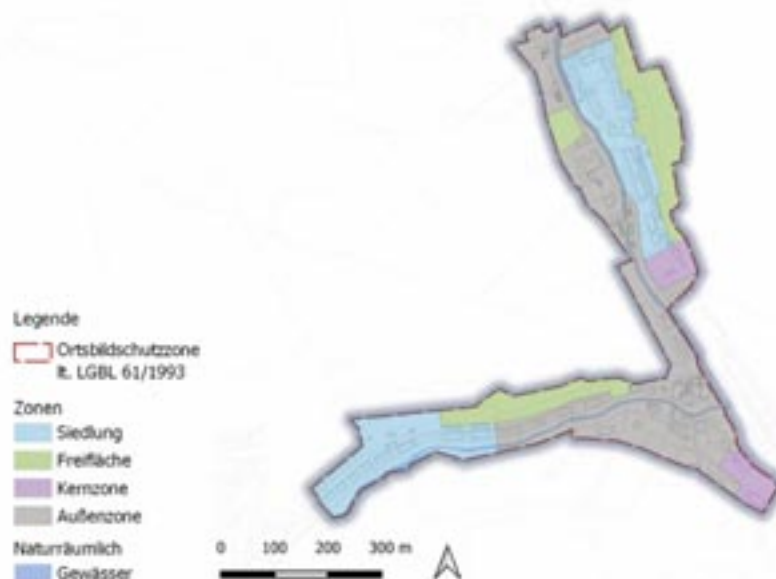 Legende
Ortsbildschutzzone
lt. LGBL 61/1993
Zonen
Siedlung
Freifläche
Kernzone
Außenzone
Naturräumlich
Gewässer
0 100 200 300 m